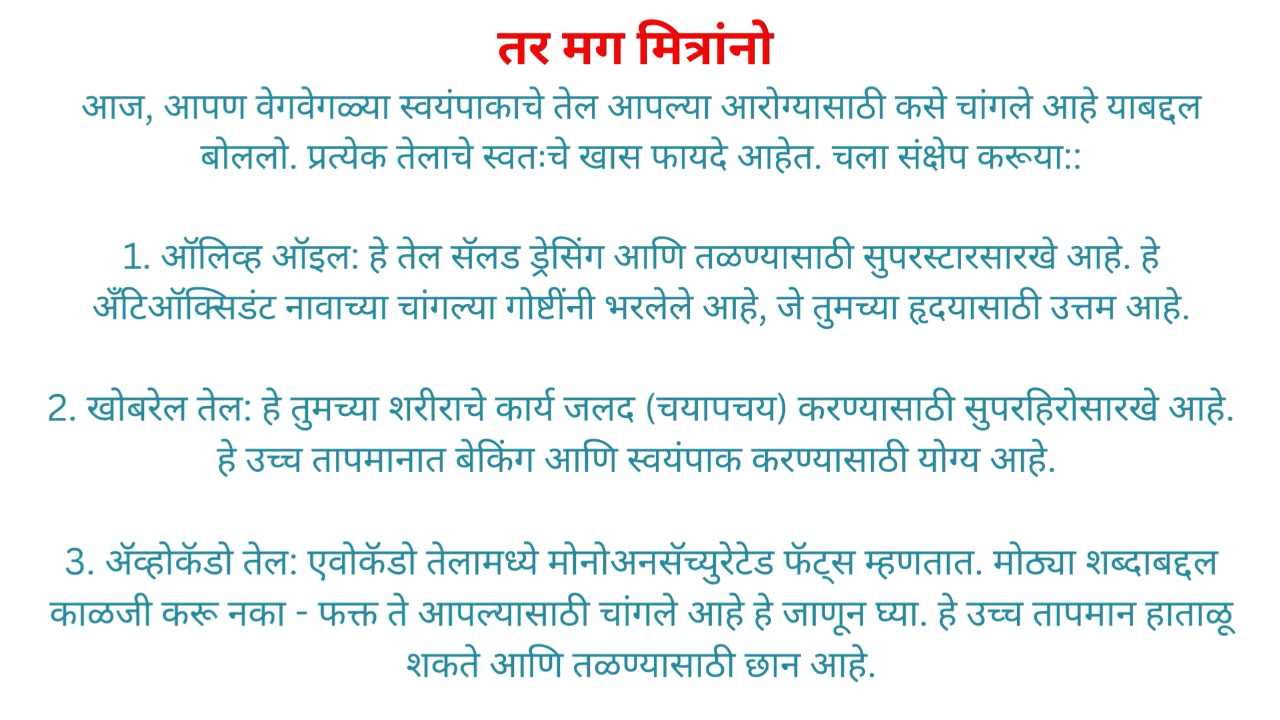 तर मग मित्रांनो
आज, आपण वेगवेगळ्या स्वयंपाकाचे तेल आपल्या आरोग्यासाठी कसे चांगले आहे याबद्दल
बोललो. प्रत्येक तेलाचे स्वतःचे खास फायदे आहेत. चला संक्षेप करूया::
1. ऑलिव्ह ऑइल: हे तेल सॅलड ड्रेसिंग आणि तळण्यासाठी सुपरस्टारसारखे आहे. हे
अँटिऑक्सिडंट नावाच्या चांगल्या गोष्टींनी भरलेले आहे, जे तुमच्या हृदयासाठी उत्तम आहे.
2. खोबरेल तेल: हे तुमच्या शरीराचे कार्य जलद (चयापचय) करण्यासाठी सुपरहिरोसारखे आहे.
हे उच्च तापमानात बेकिंग आणि स्वयंपाक करण्यासाठी योग्य आहे.
3. ॲव्होकॅडो तेल: एवोकॅडो तेलामध्ये मोनोअनसॅच्युरेटेड फॅट्स म्हणतात. मोठ्या शब्दाबद्दल
काळजी करू नका - फक्त ते आपल्यासाठी चांगले आहे हे जाणून घ्या. हे उच्च तापमान हाताळू
शकते आणि तळण्यासाठी छान आहे.